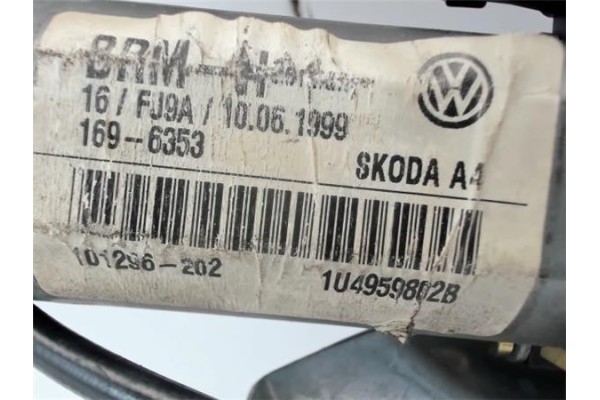 16 / FJ9A / 10.06.1999
169-6353
SKODA A4
101296-202
1U4959802B